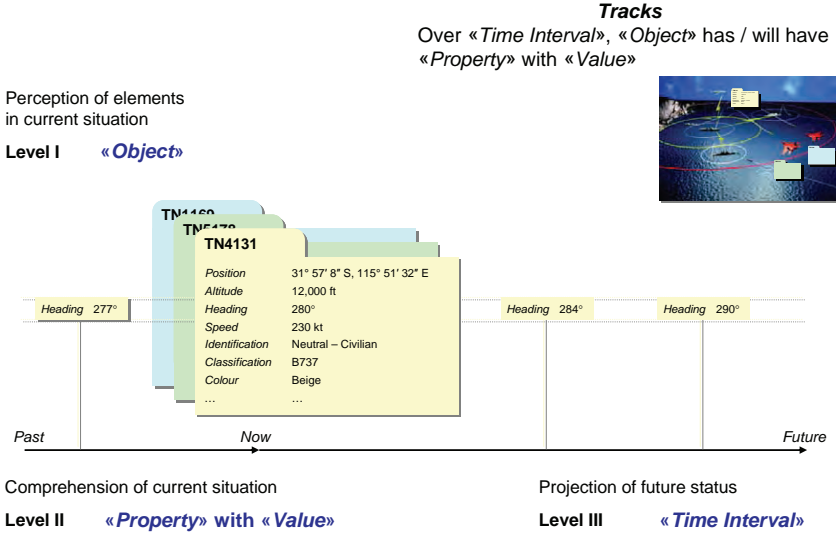 Tracks
Over «Time Interval», «Object» has / will have
«Property» with «Value»
Perception of elements
in current situation
Level I «Object»
TN1169
TN5178
TN4131
Position 31° 57′ 8″ S, 115° 51′ 32″ E
Altitude 12,000 ft
Heading 280°
Speed 230 kt
Identification Neutral – Civilian
Classification B737
Colour Beige
… …
Heading 277°
Heading 284°
Heading 290°
Past Now Future
Comprehension of current situation
Level II «Property» with «Value»
Projection of future status
Level III «Time Interval»